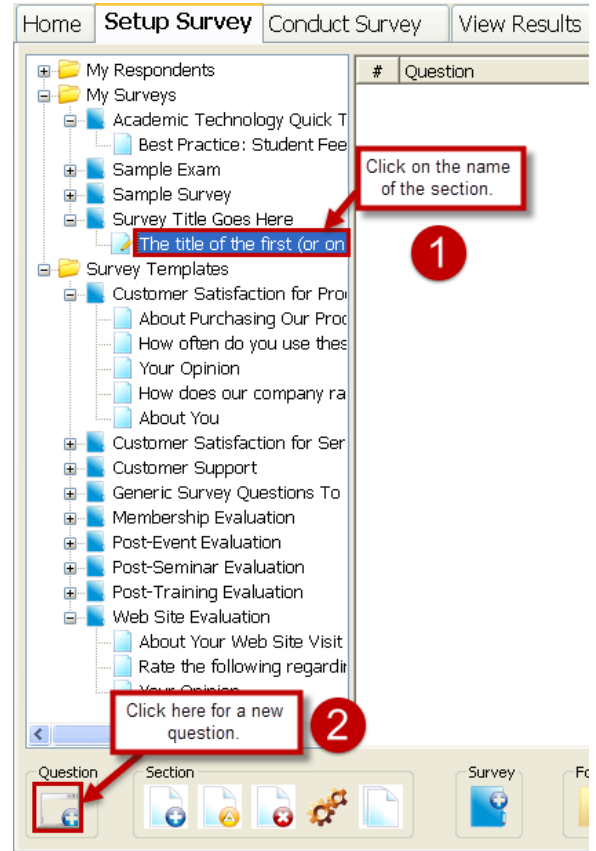 Home Setup Survey Conduct Survey View Results
My Respondents
# Question
My Surveys
Academic Technology Quick T
Best Practice: Student Fee
Sample Exam
Click on the name
of the section.
Sample Survey
Survey Title Goes Here
The title of the first (or on
1
Survey Templates
Customer Satisfaction for Pro
About Purchasing Our Prod
How often do you use thes
Your Opinion
How does our company ra
About You
Customer Satisfaction for Ser
Customer Support
Generic Survey Questions To
Membership Evaluation
Post-Event Evaluation
Post-Seminar Evaluation
Post-Training Evaluation
Web Site Evaluation
About Your Web Site Visit
Rate the following regardin
Your Opinion
Click here for a new
question.
2
Question Section Survey Fo